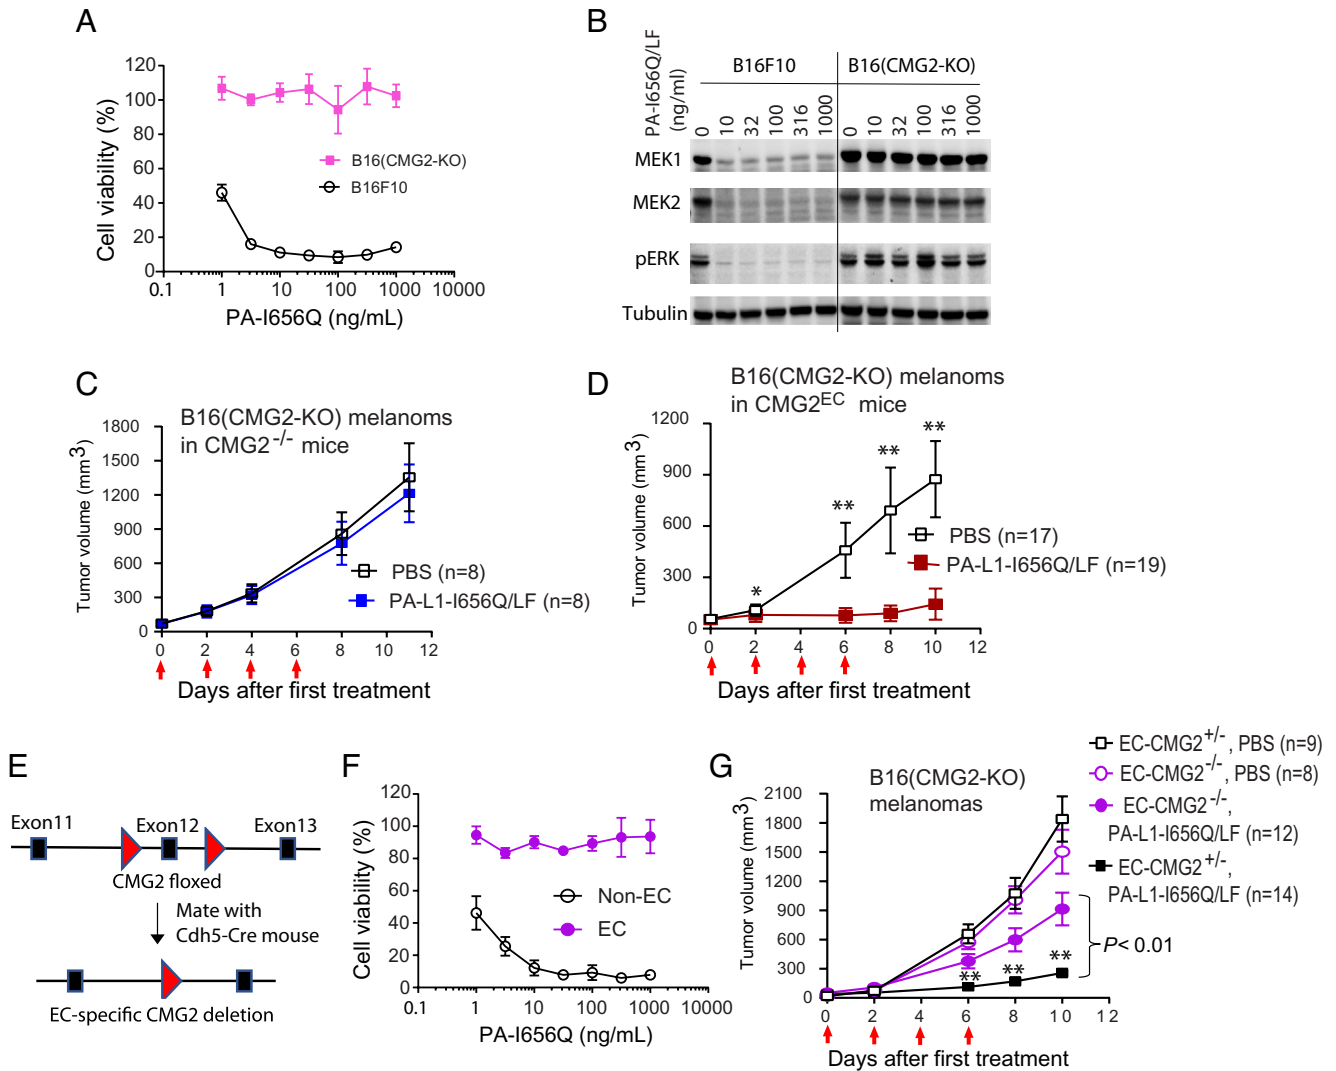 A
120
100
80
60
40
20
0
Cell viability (%)
B16(CMG2-KO)
B16F10
0.1 1 10 100 1000 10000
PA-I656Q (ng/mL)
B
PA-I656Q/LF
(ng/ml)
B16F10 B16(CMG2-KO)
0 10 32 100 316 1000 0 10 32 100 316 1000
MEK1
MEK2
pERK
Tubulin
C
B16(CMG2-KO) melanoms
in CMG2-/- mice
1800
1500
1200
900
600
300
0
Tumor volume (mm3)
PBS (n=8)
PA-L1-I656Q/LF (n=8)
0 2 4 6 8 10 12
Days after first treatment
D
B16(CMG2-KO) melanoms
in CMG2EC mice
1200
900
600
300
0
Tumor volume (mm3)
* ** ** **
PBS (n=17)
PA-L1-I656Q/LF (n=19)
0 2 4 6 8 10 12
Days after first treatment
E
Exon11 Exon12 Exon13
CMG2 floxed
Mate with
Cdh5-Cre mouse
EC-specific CMG2 deletion
F
120
100
80
60
40
20
0
Cell viability (%)
Non-EC
EC
0.1 1 10 100 1000 10000
PA-I656Q (ng/mL)
G
B16(CMG2-KO)
melanomas
EC-CMG2+/-, PBS (n=9)
EC-CMG2-/-, PBS (n=8)
EC-CMG2-/-,
PA-L1-I656Q/LF (n=12)
EC-CMG2+/-,
PA-L1-I656Q/LF (n=14)
2100
1800
1500
1200
900
600
300
0
Tumor volume (mm3)
** ** **
P< 0.01
0 2 4 6 8 10 12
Days after first treatment